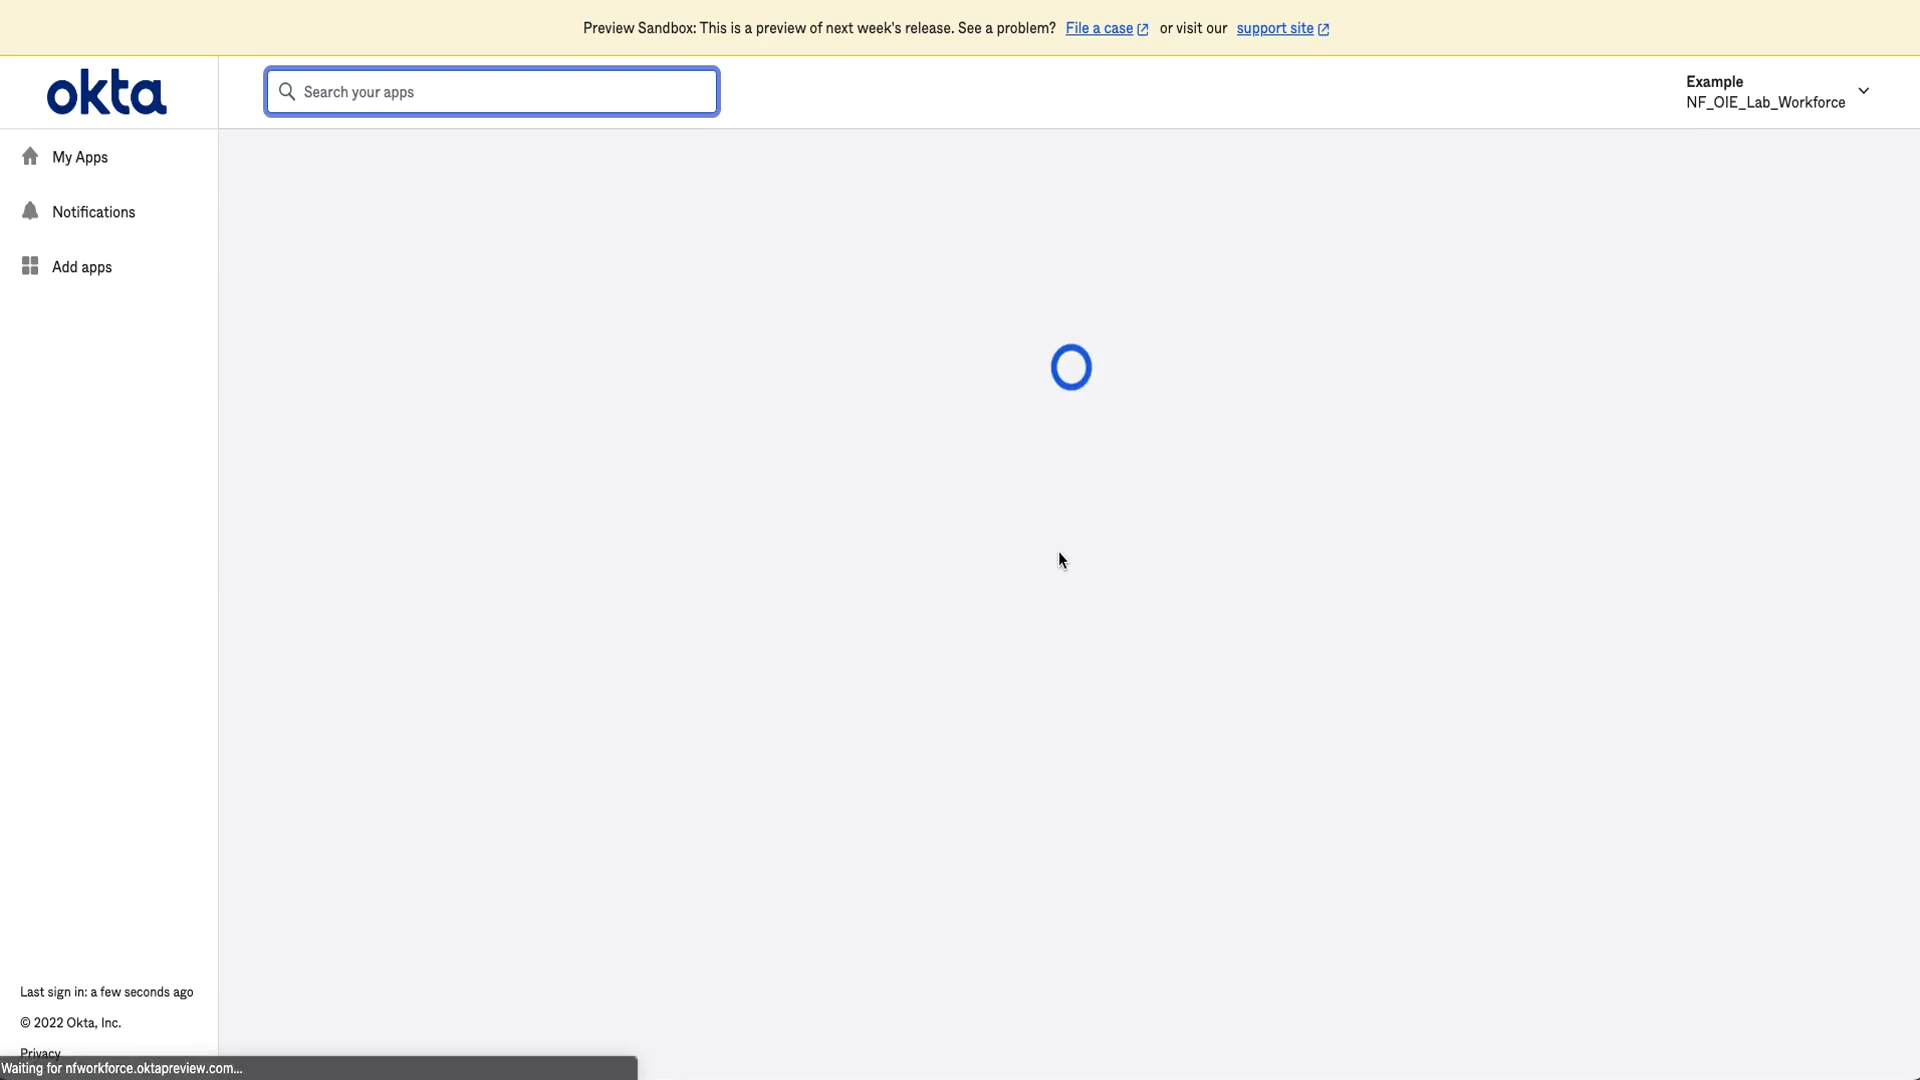 Preview Sandbox: This is a preview of next week's release. See a problem? File a case or visit our support site
okta
Search your apps
Example
NF_OIE_Lab_Workforce
My Apps
Notifications
Add apps
Last sign in: a few seconds ago
© 2022 Okta, Inc.
Privacy
Waiting for nfworkforce.oktapreview.com...